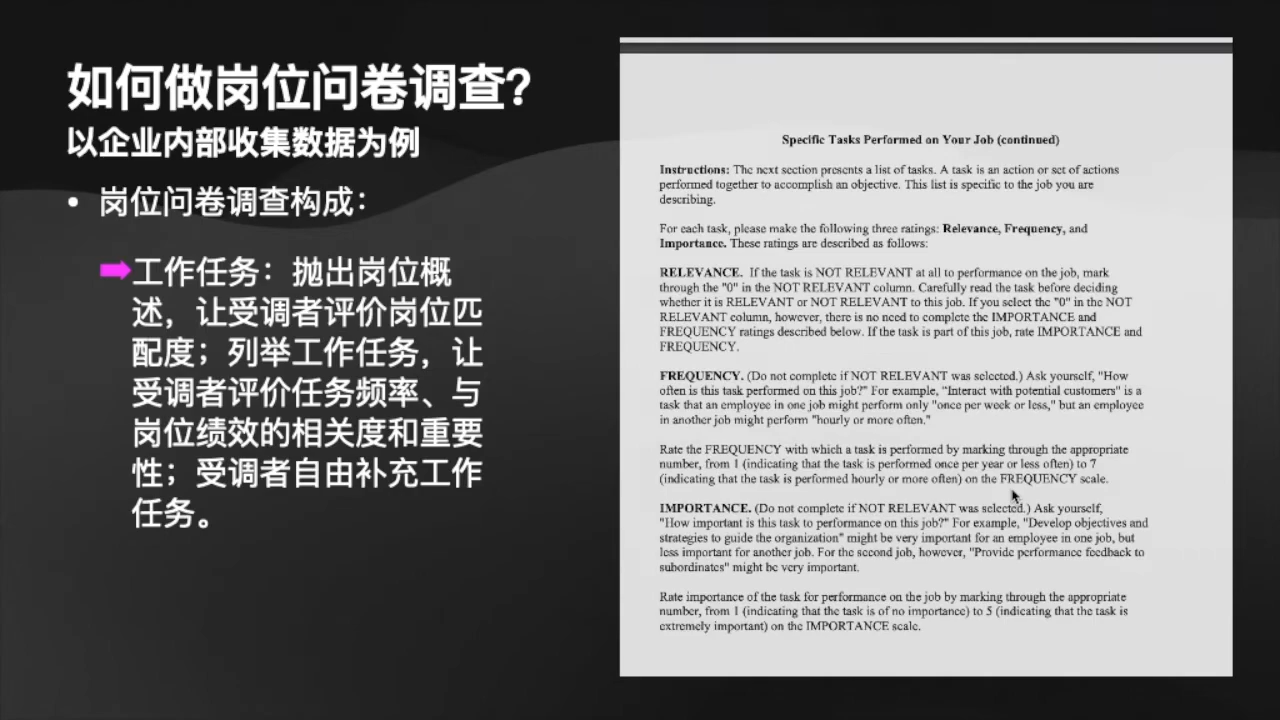 如何做岗位问卷调查?
以企业内部收集数据为例
• 岗位问卷调查构成：
➡工作任务：抛出岗位概
述，让受调者评价岗位匹
配度；列举工作任务，让
受调者评价任务频率、与
岗位绩效的相关度和重要
性；受调者自由补充工作
任务。
Specific Tasks Performed on Your Job (continued)
Instructions: The next section presents a list of tasks. A task is an action or set of actions
performed together to accomplish an objective. This list is specific to the job you are
describing.
For each task, please make the following three ratings: Relevance, Frequency, and
Importance. These ratings are described as follows:
RELEVANCE. If the task is NOT RELEVANT at all to performance on the job, mark
through the "0" in the NOT RELEVANT column. Carefully read the task before deciding
whether it is RELEVANT or NOT RELEVANT to this job. If you select the "0" in the NOT
RELEVANT column, however, there is no need to complete the IMPORTANCE and
FREQUENCY ratings described below. If the task is part of this job, rate IMPORTANCE and
FREQUENCY.
FREQUENCY. (Do not complete if NOT RELEVANT was selected.) Ask yourself, "How
often is this task performed on this job?" For example, "Interact with potential customers" is a
task that an employee in one job might perform only "once per week or less," but an employee
in another job might perform "hourly or more often."
Rate the FREQUENCY with which a task is performed by marking through the appropriate
number, from 1 (indicating that the task is performed once per year or less often) to 7
(indicating that the task is performed hourly or more often) on the FREQUENCY scale.
IMPORTANCE. (Do not complete if NOT RELEVANT was selected.) Ask yourself,
"How important is this task to performance on this job?" For example, "Develop objectives and
strategies to guide the organization" might be very important for an employee in one job, but
less important for another job. For the second job, however, "Provide performance feedback to
subordinates" might be very important.
Rate importance of the task for performance on the job by marking through the appropriate
number, from 1 (indicating that the task is of no importance) to 5 (indicating that the task is
extremely important) on the IMPORTANCE scale.